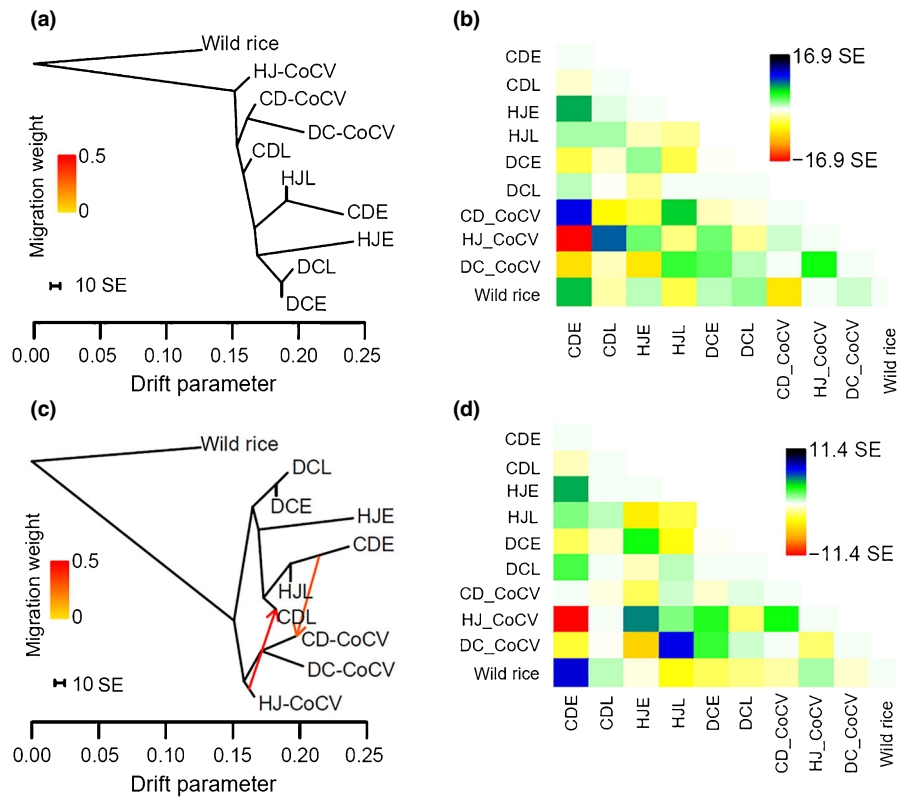 (a)
Wild rice
HJ-CoCV
CD-CoCV
DC-CoCV
CDL
HJL
CDE
HJE
DCL
DCE
Migration weight
0.5
0
10 SE
0.00 0.05 0.10 0.15 0.20 0.25
Drift parameter
(b)
16.9 SE
−16.9 SE
CDE
CDL
HJE
HJL
DCE
DCL
CD_CoCV
HJ_CoCV
DC_CoCV
Wild rice
CDE CDL HJE HJL DCE DCL CD_CoCV HJ_CoCV DC_CoCV Wild rice
(c)
Wild rice
DCL
DCE
HJE
CDE
HJL
CDL
CD-CoCV
DC-CoCV
HJ-CoCV
Migration weight
0.5
0
10 SE
0.00 0.05 0.10 0.15 0.20 0.25
Drift parameter
(d)
11.4 SE
−11.4 SE
CDE
CDL
HJE
HJL
DCE
DCL
CD_CoCV
HJ_CoCV
DC_CoCV
Wild rice
CDE CDL HJE HJL DCE DCL CD_CoCV HJ_CoCV DC_CoCV Wild rice